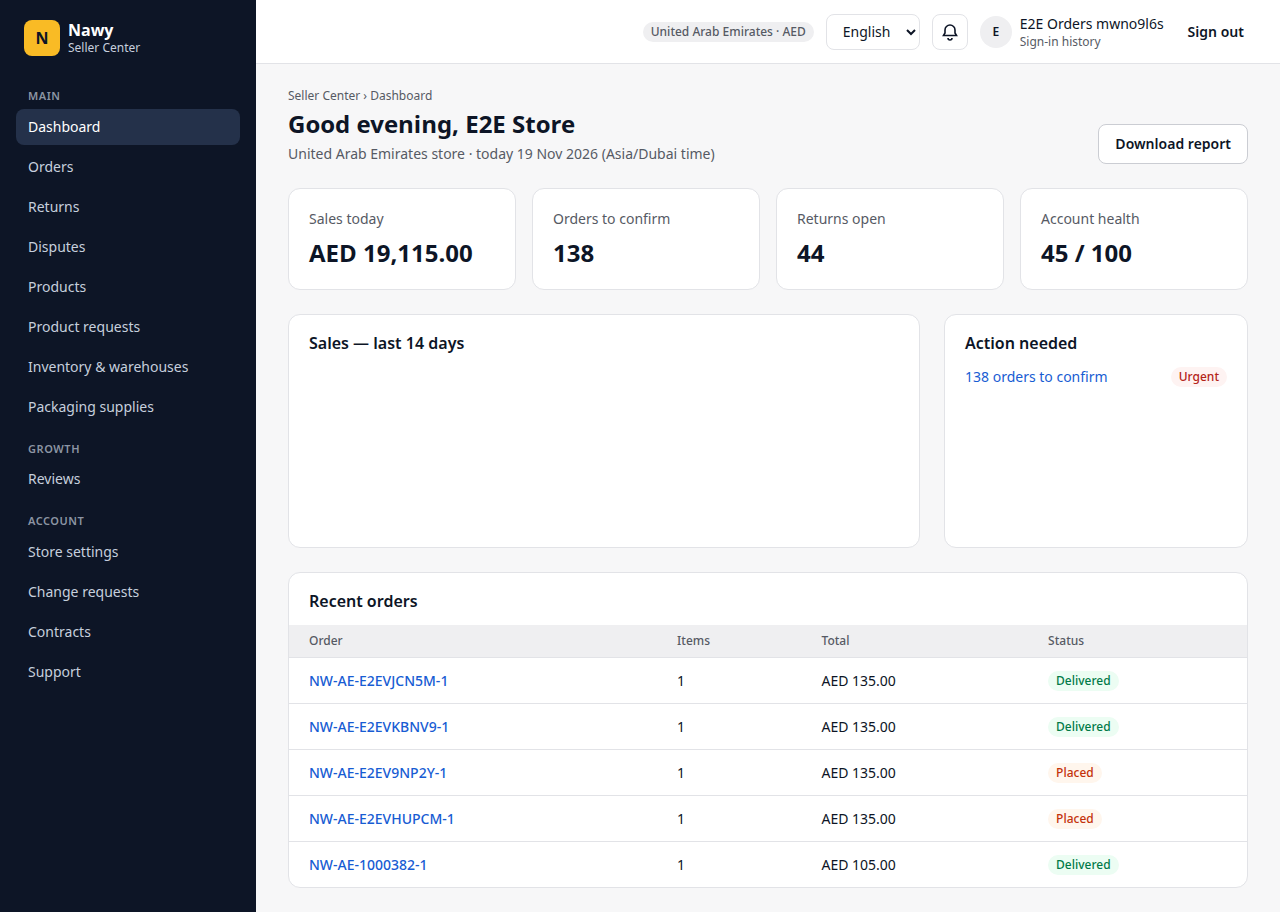 N
Nawy
Seller Center
MAIN
Dashboard
Orders
Returns
Disputes
Products
Product requests
Inventory & warehouses
Packaging supplies
GROWTH
Reviews
ACCOUNT
Store settings
Change requests
Contracts
Support
United Arab Emirates · AED
English
E
E2E Orders mwno9l6s
Sign-in history
Sign out
Seller Center › Dashboard
Good evening, E2E Store
United Arab Emirates store · today 19 Nov 2026 (Asia/Dubai time)
Download report
Sales today
AED 19,115.00
Orders to confirm
138
Returns open
44
Account health
45 / 100
Sales — last 14 days
Action needed
138 orders to confirm Urgent
Recent orders
Order Items Total Status
NW-AE-E2EVJCN5M-1 1 AED 135.00 Delivered
NW-AE-E2EVKBNV9-1 1 AED 135.00 Delivered
NW-AE-E2EV9NP2Y-1 1 AED 135.00 Placed
NW-AE-E2EVHUPCM-1 1 AED 135.00 Placed
NW-AE-1000382-1 1 AED 105.00 Delivered